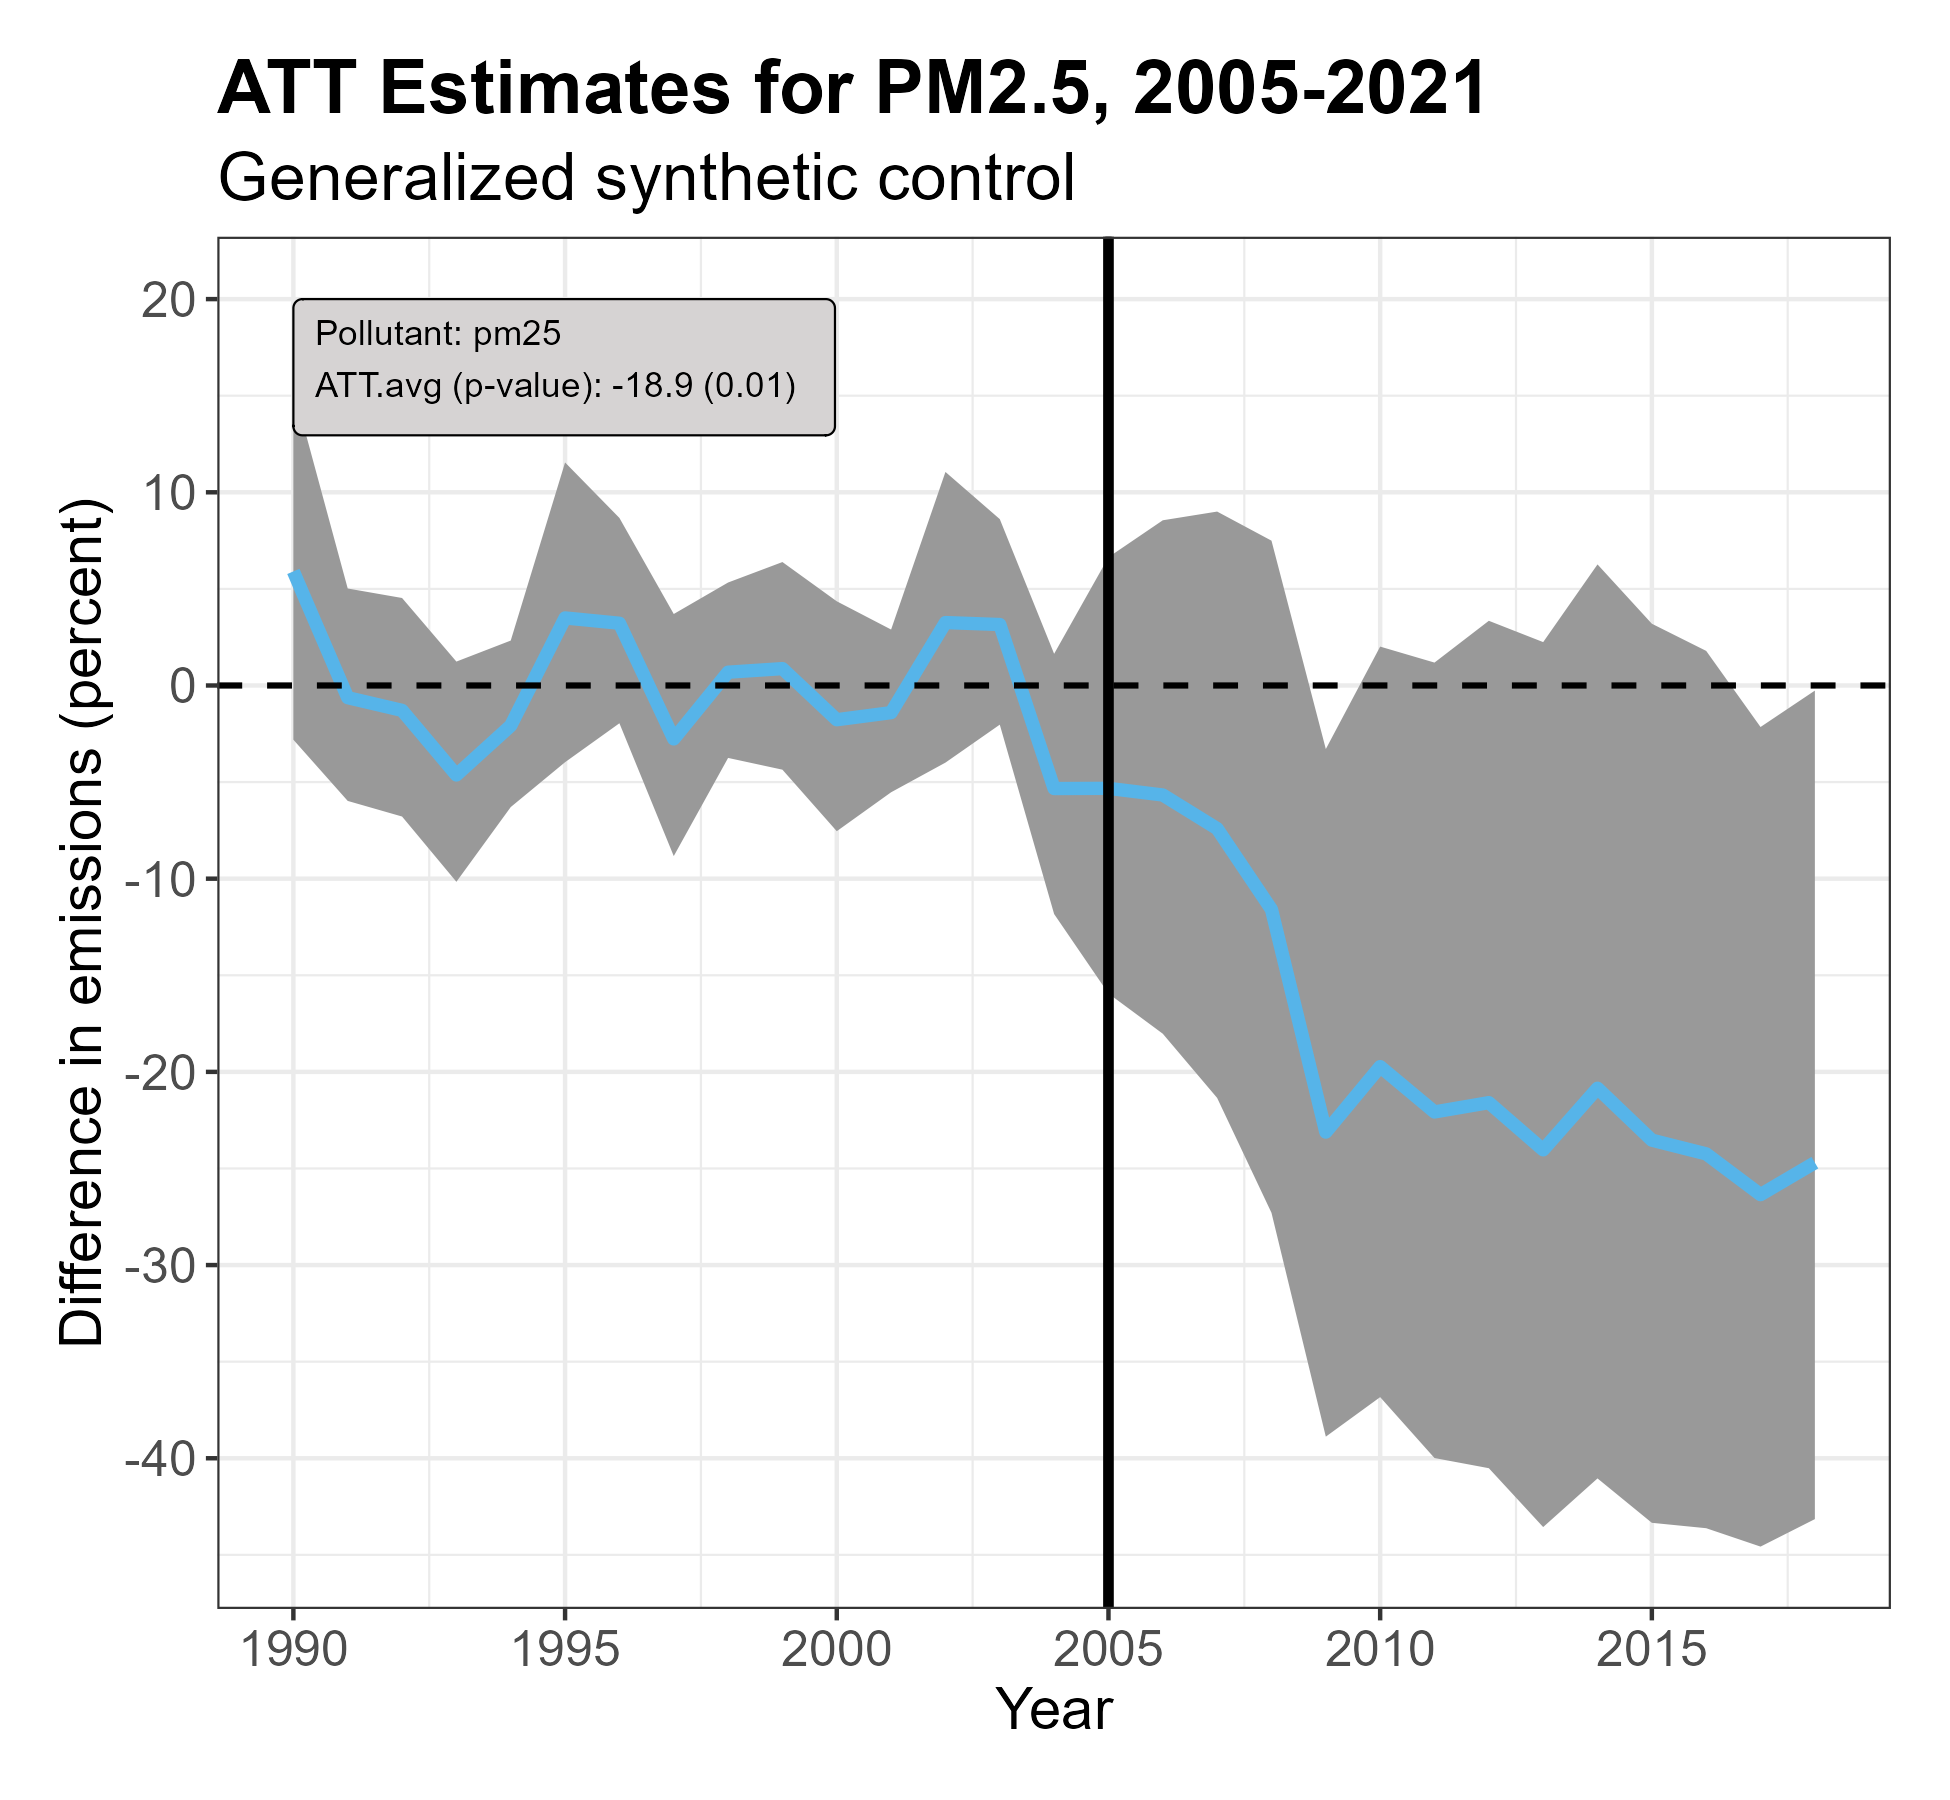 ATT Estimates for PM2.5, 2005-2021
Generalized synthetic control
Pollutant: pm25
ATT.avg (p-value): -18.9 (0.01)
Difference in emissions (percent)
20
10
0
-10
-20
-30
-40
1990 1995 2000 2005 2010 2015
Year